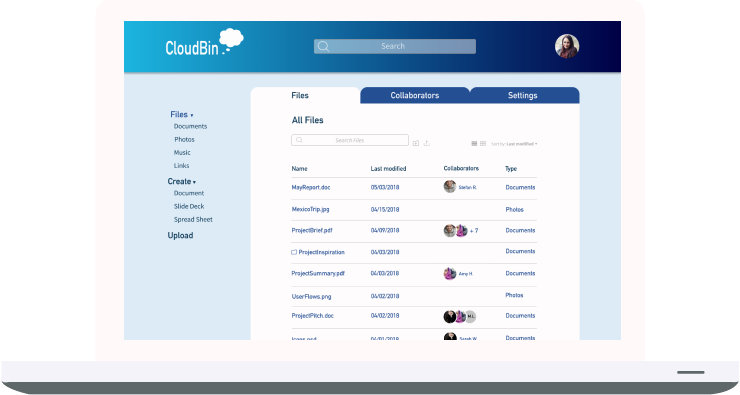 CloudBin
Search
Files Collaborators Settings
Files
Documents
Photos
Music
Links
Create
Document
Slide Deck
Spread Sheet
Upload
All Files
Search Files
Sort by Last modified
Name Last modified Collaborators Type
MayReport.doc 05/03/2018 Stefan R. Documents
MexicoTrip.jpg 04/15/2018 Photos
ProjectBrief.pdf 04/09/2018 + 7 Documents
ProjectInspiration 04/03/2018 Documents
ProjectSummary.pdf 04/03/2018 Amy H. Documents
UserFlows.png 04/02/2018 Photos
ProjectPitch.doc 04/02/2018 Documents
04/01/2018 Sarah W. Documents